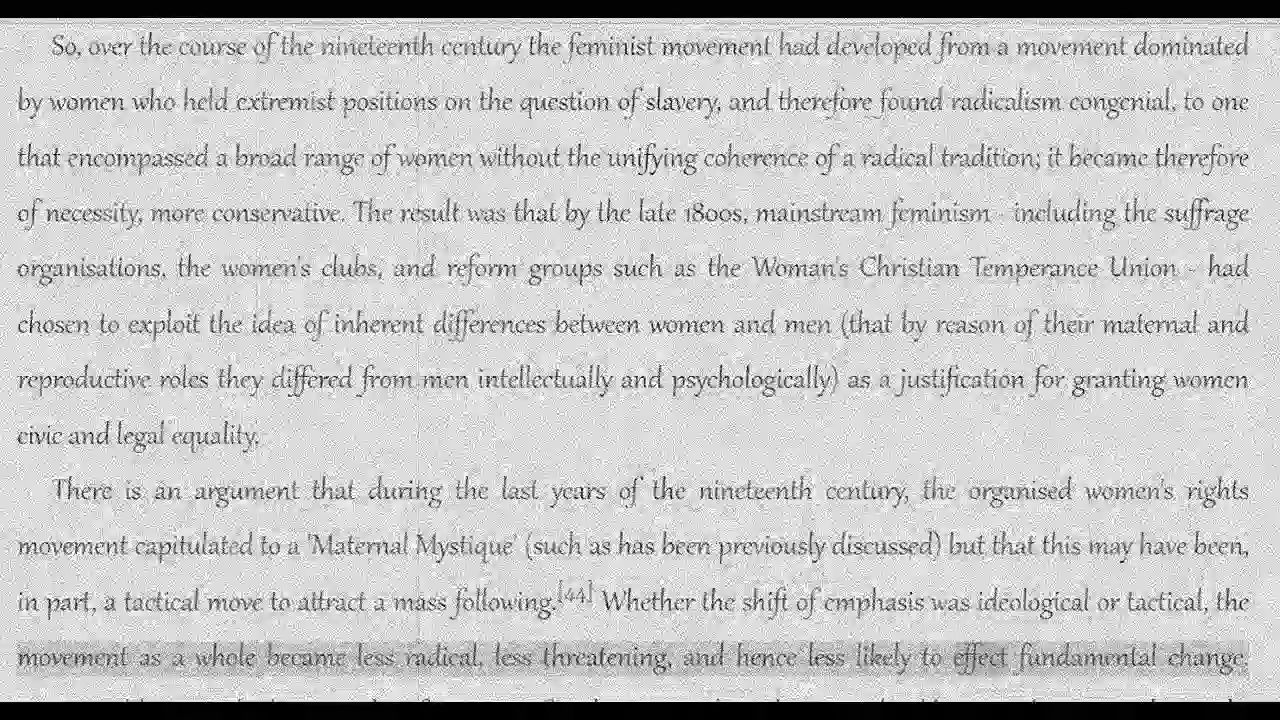 So, over the course of the nineteenth century the feminist movement had developed from a movement dominated
by women who held extremist positions on the question of slavery, and therefore found radicalism congenial, to one
that encompassed a broad range of women without the unifying coherence of a radical tradition; it became therefore
of necessity, more conservative. The result was that by the late 1800s, mainstream feminism - including the suffrage
organisations, the women's clubs, and reform groups such as the Woman's Christian Temperance Union - had
chosen to exploit the idea of inherent differences between women and men (that by reason of their maternal and
reproductive roles they differed from men intellectually and psychologically) as a justification for granting women
civic and legal equality.
There is an argument that during the last years of the nineteenth century, the organised women's rights
movement capitulated to a 'Maternal Mystique' (such as has been previously discussed) but that this may have been,
in part, a tactical move to attract a mass following.[44] Whether the shift of emphasis was ideological or tactical, the
movement as a whole became less radical, less threatening, and hence less likely to effect fundamental change.